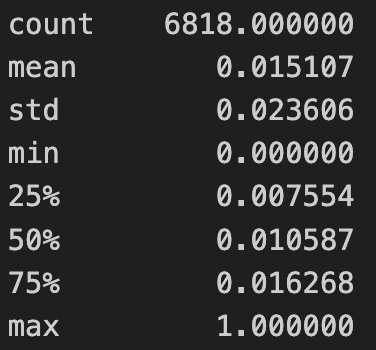 count 6818.000000
mean 0.015107
std 0.023606
min 0.000000
25% 0.007554
50% 0.010587
75% 0.016268
max 1.000000